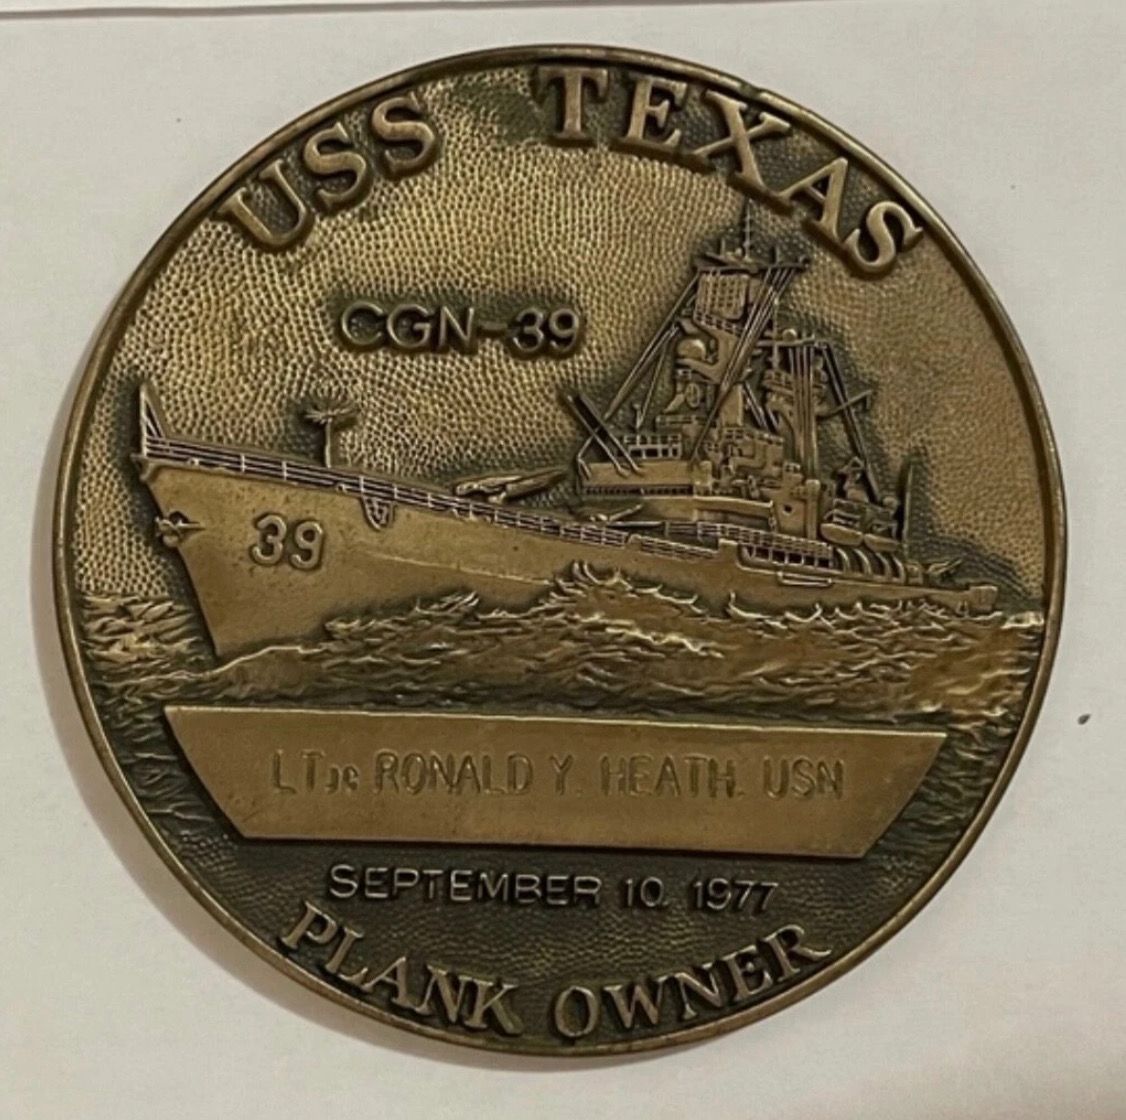 USS TEXAS
CGN-39
39
LTJG RONALD Y. HEATH, USN
SEPTEMBER 10, 1977
PLANK OWNER